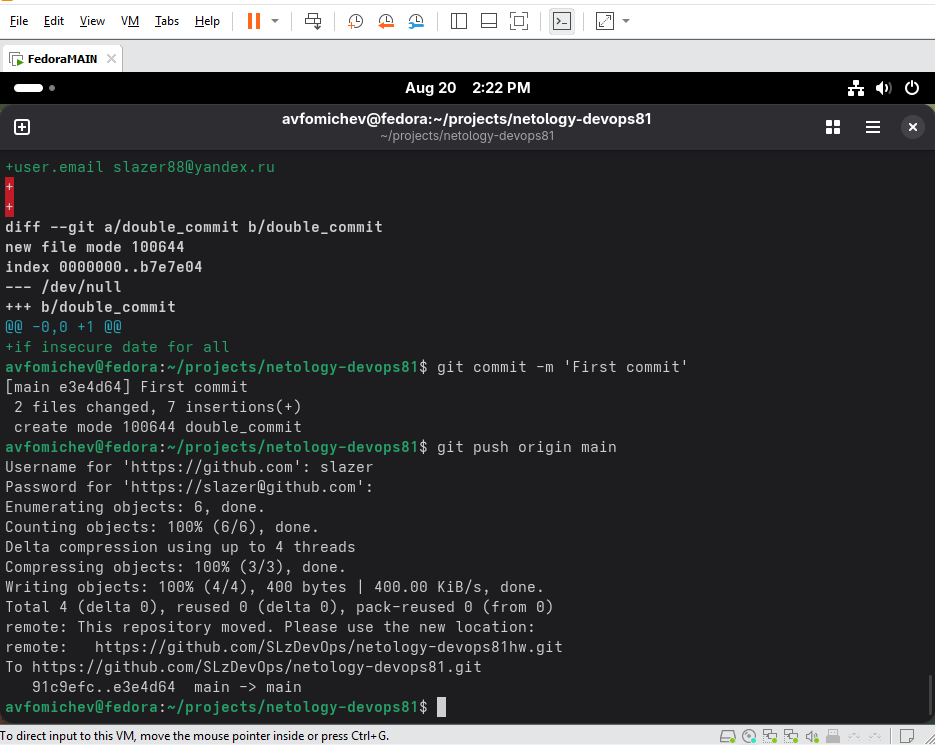 File Edit View VM Tabs Help
FedoraMAIN
Aug 20 2:22 PM
avfomichev@fedora:~/projects/netology-devops81
~/projects/netology-devops81
+user.email slazer88@yandex.ru
+
+
diff --git a/double_commit b/double_commit
new file mode 100644
index 0000000..b7e7e04
--- /dev/null
+++ b/double_commit
@@ -0,0 +1 @@
+if insecure date for all
avfomichev@fedora:~/projects/netology-devops81$ git commit -m 'First commit'
[main e3e4d64] First commit
 2 files changed, 7 insertions(+)
 create mode 100644 double_commit
avfomichev@fedora:~/projects/netology-devops81$ git push origin main
Username for 'https://github.com': slazer
Password for 'https://slazer@github.com':
Enumerating objects: 6, done.
Counting objects: 100% (6/6), done.
Delta compression using up to 4 threads
Compressing objects: 100% (3/3), done.
Writing objects: 100% (4/4), 400 bytes | 400.00 KiB/s, done.
Total 4 (delta 0), reused 0 (delta 0), pack-reused 0 (from 0)
remote: This repository moved. Please use the new location:
remote:   https://github.com/SLzDevOps/netology-devops81hw.git
To https://github.com/SLzDevOps/netology-devops81.git
   91c9efc..e3e4d64  main -> main
avfomichev@fedora:~/projects/netology-devops81$
To direct input to this VM, move the mouse pointer inside or press Ctrl+G.